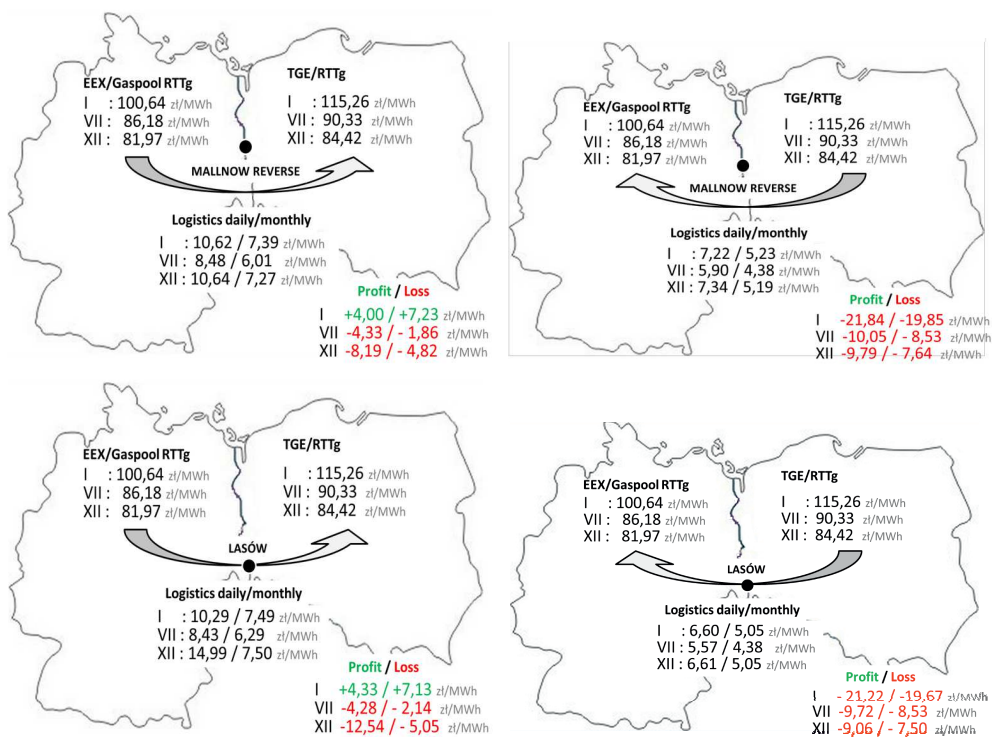 EEX/Gaspool RTTg
I : 100,64 zł/MWh
VII : 86,18 zł/MWh
XII : 81,97 zł/MWh
TGE/RTTg
I : 115,26 zł/MWh
VII : 90,33 zł/MWh
XII : 84,42 zł/MWh
MALLNOW REVERSE
Logistics daily/monthly
I : 10,62 / 7,39 zł/MWh
VII : 8,48 / 6,01 zł/MWh
XII : 10,64 / 7,27 zł/MWh
Profit / Loss
I +4,00 / +7,23 zł/MWh
VII -4,33 / - 1,86 zł/MWh
XII -8,19 / - 4,82 zł/MWh
EEX/Gaspool RTTg
I : 100,64 zł/MWh
VII : 86,18 zł/MWh
XII : 81,97 zł/MWh
TGE/RTTg
I : 115,26 zł/MWh
VII : 90,33 zł/MWh
XII : 84,42 zł/MWh
MALLNOW REVERSE
Logistics daily/monthly
I : 7,22 / 5,23 zł/MWh
VII : 5,90 / 4,38 zł/MWh
XII : 7,34 / 5,19 zł/MWh
Profit / Loss
I -21,84 / -19,85 zł/MWh
VII -10,05 / - 8,53 zł/MWh
XII -9,79 / - 7,64 zł/MWh
EEX/Gaspool RTTg
I : 100,64 zł/MWh
VII : 86,18 zł/MWh
XII : 81,97 zł/MWh
TGE/RTTg
I : 115,26 zł/MWh
VII : 90,33 zł/MWh
XII : 84,42 zł/MWh
LASÓW
Logistics daily/monthly
I : 10,29 / 7,49 zł/MWh
VII : 8,43 / 6,29 zł/MWh
XII : 14,99 / 7,50 zł/MWh
Profit / Loss
I +4,33 / +7,13 zł/MWh
VII -4,28 / - 2,14 zł/MWh
XII -12,54 / - 5,05 zł/MWh
EEX/Gaspool RTTg
I : 100,64 zł/MWh
VII : 86,18 zł/MWh
XII : 81,97 zł/MWh
TGE/RTTg
I : 115,26 zł/MWh
VII : 90,33 zł/MWh
XII : 84,42 zł/MWh
LASÓW
Logistics daily/monthly
I : 6,60 / 5,05 zł/MWh
VII : 5,57 / 4,38 zł/MWh
XII : 6,61 / 5,05 zł/MWh
Profit / Loss
I - 21,22 / -19,67 zł/MWh
VII -9,72 / - 8,53 zł/MWh
XII -9,06 / - 7,50 zł/MWh